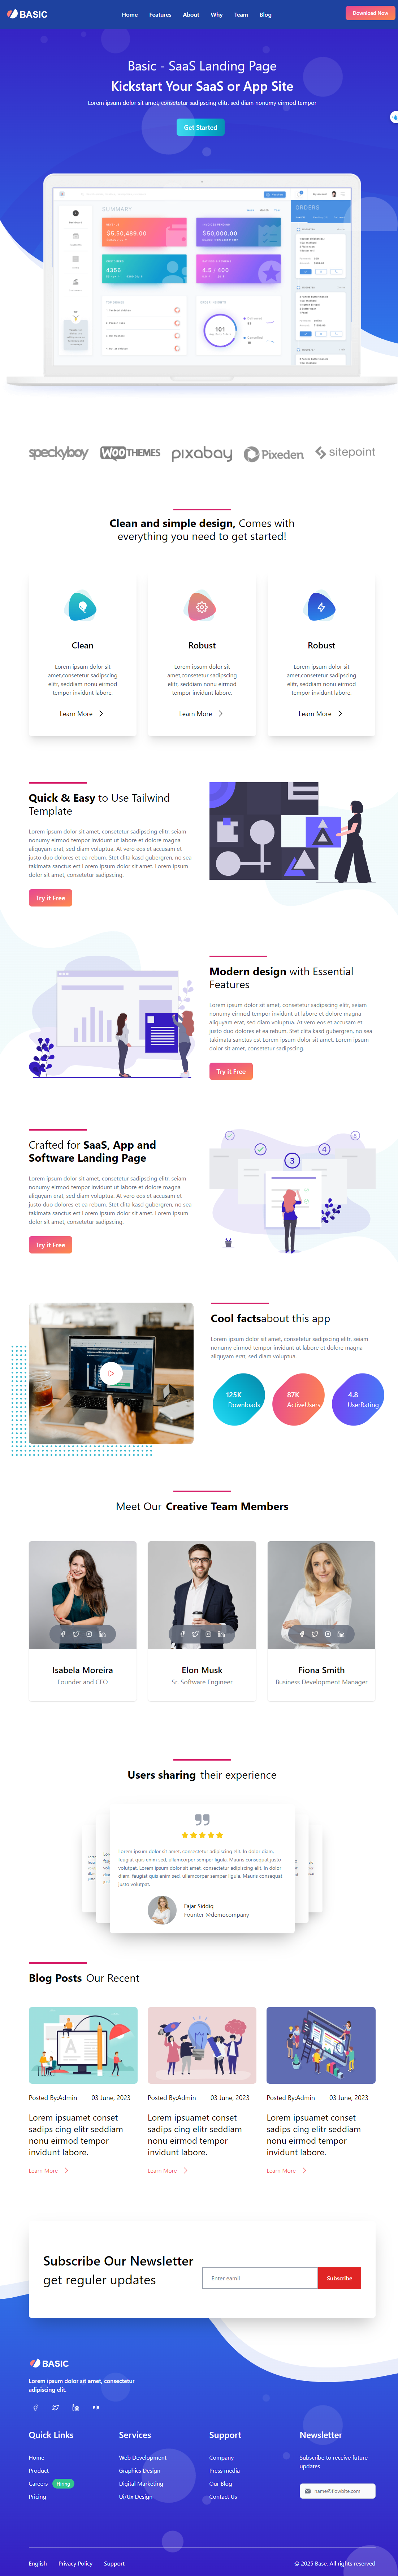 BASIC
Home Features About Why Team Blog
Download Now
Basic - SaaS Landing Page
Kickstart Your SaaS or App Site
Lorem ipsum dolor sit amet, consetetur sadipscing elitr, sed diam nonumy eirmod tempor
Get Started
SUMMARY
ORDERS
$5,50,489.00
$50,000.00
4356
4.5 / 400
101
speckyboy
WOOTHEMES
pixabay
Pixeden
sitepoint
Clean and simple design, Comes with
everything you need to get started!
Clean
Lorem ipsum dolor sit
amet,consetetur sadipscing
elitr, seddiam nonu eirmod
tempor invidunt labore.
Learn More
Robust
Lorem ipsum dolor sit
amet,consetetur sadipscing
elitr, seddiam nonu eirmod
tempor invidunt labore.
Learn More
Robust
Lorem ipsum dolor sit
amet,consetetur sadipscing
elitr, seddiam nonu eirmod
tempor invidunt labore.
Learn More
Quick & Easy to Use Tailwind
Template
Lorem ipsum dolor sit amet, consetetur sadipscing elitr, seiam
nonumy eirmod tempor invidunt ut labore et dolore magna
aliquyam erat, sed diam voluptua. At vero eos et accusam et
justo duo dolores et ea rebum. Stet clita kasd gubergren, no sea
takimata sanctus est Lorem ipsum dolor sit amet. Lorem ipsum
dolor sit amet, consetetur sadipscing.
Try it Free
Modern design with Essential
Features
Lorem ipsum dolor sit amet, consetetur sadipscing elitr, seiam
nonumy eirmod tempor invidunt ut labore et dolore magna
aliquyam erat, sed diam voluptua. At vero eos et accusam et
justo duo dolores et ea rebum. Stet clita kasd gubergren, no sea
takimata sanctus est Lorem ipsum dolor sit amet. Lorem ipsum
dolor sit amet, consetetur sadipscing.
Try it Free
Crafted for SaaS, App and
Software Landing Page
Lorem ipsum dolor sit amet, consetetur sadipscing elitr, seiam
nonumy eirmod tempor invidunt ut labore et dolore magna
aliquyam erat, sed diam voluptua. At vero eos et accusam et
justo duo dolores et ea rebum. Stet clita kasd gubergren, no sea
takimata sanctus est Lorem ipsum dolor sit amet. Lorem ipsum
dolor sit amet, consetetur sadipscing.
Try it Free
3
4
5
Cool factsabout this app
Lorem ipsum dolor sit amet, consetetur sadipscing elitr, seiam
nonumy eirmod tempor invidunt ut labore et dolore magna
aliquyam erat, sed diam voluptua.
125K
Downloads
87K
ActiveUsers
4.8
UserRating
Meet Our Creative Team Members
Isabela Moreira
Founder and CEO
Elon Musk
Sr. Software Engineer
Fiona Smith
Business Development Manager
Users sharing their experience
Lorem ipsum dolor sit amet, consectetur adipiscing elit. In dolor diam,
feugiat quis enim sed, ullamcorper semper ligula. Mauris consequat justo
volutpat. Lorem ipsum dolor sit amet, consectetur adipiscing elit. In dolor
diam, feugiat quis enim sed, ullamcorper semper ligula. Mauris consequat
justo volutpat.
Fajar Siddiq
Founter @democompany
Blog Posts Our Recent
Posted By:Admin 03 June, 2023
Lorem ipsuamet conset
sadips cing elitr seddiam
nonu eirmod tempor
invidunt labore.
Learn More
Posted By:Admin 03 June, 2023
Lorem ipsuamet conset
sadips cing elitr seddiam
nonu eirmod tempor
invidunt labore.
Learn More
Posted By:Admin 03 June, 2023
Lorem ipsuamet conset
sadips cing elitr seddiam
nonu eirmod tempor
invidunt labore.
Learn More
Subscribe Our Newsletter
get reguler updates
Enter eamil
Subscribe
BASIC
Lorem ipsum dolor sit amet, consetetur
adipiscing elit.
Quick Links
Home
Product
Careers Hiring
Pricing
Services
Web Development
Graphics Design
Digital Marketing
Ui/Ux Design
Support
Company
Press media
Our Blog
Contact Us
Newsletter
Subscribe to receive future
updates
name@flowbite.com
English Privacy Policy Support
© 2025 Base. All rights reserved